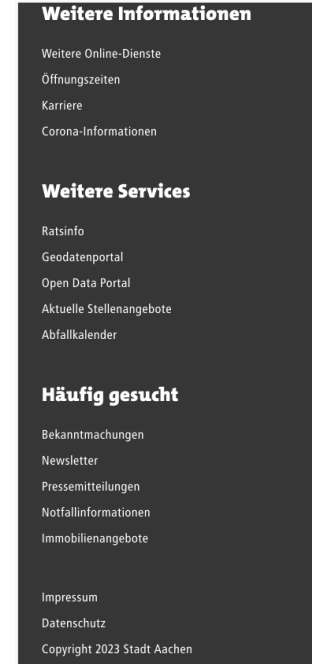 Weitere Informationen
Weitere Online-Dienste
Öffnungszeiten
Karriere
Corona-Informationen
Weitere Services
Ratsinfo
Geodatenportal
Open Data Portal
Aktuelle Stellenangebote
Abfallkalender
Häufig gesucht
Bekanntmachungen
Newsletter
Pressemitteilungen
Notfallinformationen
Immobilienangebote
Impressum
Datenschutz
Copyright 2023 Stadt Aachen